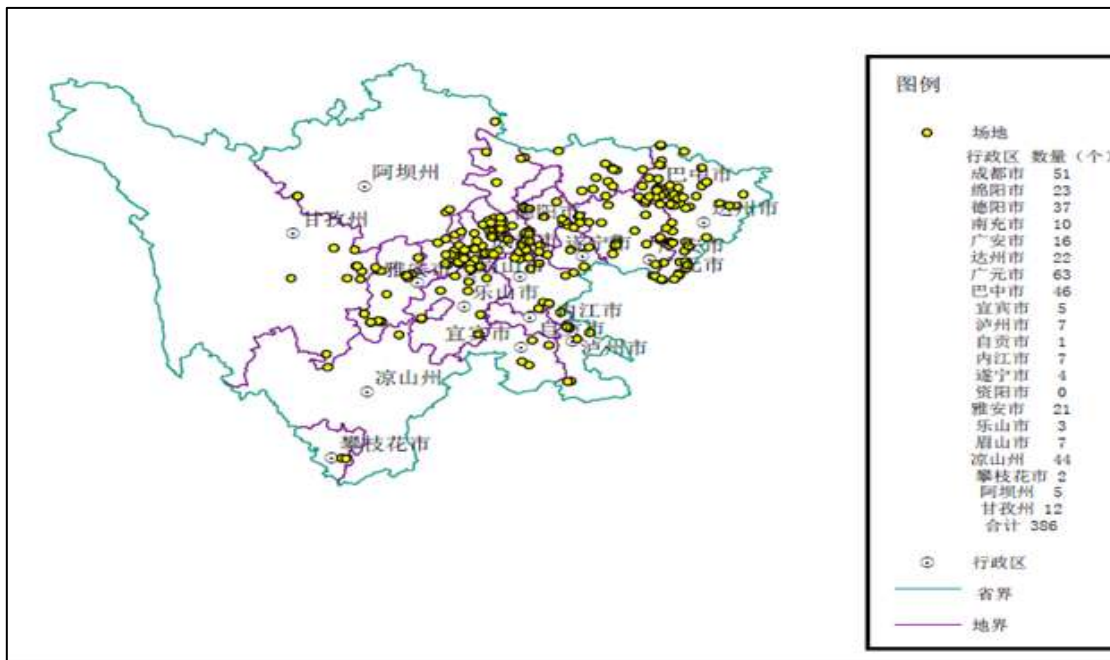 阿坝州
甘孜州
巴中市
达州市
遂宁市
乐山市
内江市
宜宾市
泸州市
凉山州
攀枝花市
图例
场地
行政区 数量（个）
成都市 51
绵阳市 23
德阳市 37
南充市 10
广安市 16
达州市 22
广元市 63
巴中市 46
宜宾市 5
泸州市 7
自贡市 1
内江市 7
遂宁市 4
资阳市 0
雅安市 21
乐山市 3
眉山市 7
凉山州 44
攀枝花市 2
阿坝州 5
甘孜州 12
合计 386
行政区
省界
地界